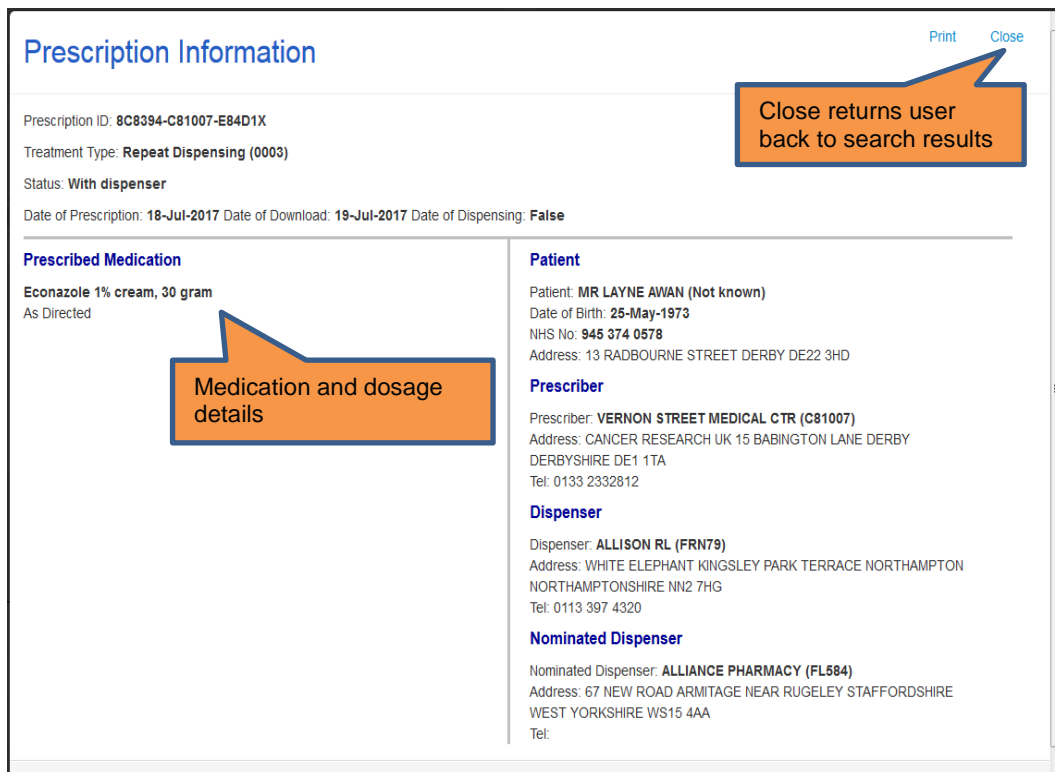 Prescription Information
Print Close
Close returns user
back to search results
Prescription ID: 8C8394-C81007-E84D1X
Treatment Type: Repeat Dispensing (0003)
Status: With dispenser
Date of Prescription: 18-Jul-2017 Date of Download: 19-Jul-2017 Date of Dispensing: False
Prescribed Medication
Econazole 1% cream, 30 gram
As Directed
Medication and dosage
details
Patient
Patient: MR LAYNE AWAN (Not known)
Date of Birth: 25-May-1973
NHS No: 945 374 0578
Address: 13 RADBOURNE STREET DERBY DE22 3HD
Prescriber
Prescriber: VERNON STREET MEDICAL CTR (C81007)
Address: CANCER RESEARCH UK 15 BABINGTON LANE DERBY
DERBYSHIRE DE1 1TA
Tel: 0133 2332812
Dispenser
Dispenser: ALLISON RL (FRN79)
Address: WHITE ELEPHANT KINGSLEY PARK TERRACE NORTHAMPTON
NORTHAMPTONSHIRE NN2 7HG
Tel: 0113 397 4320
Nominated Dispenser
Nominated Dispenser: ALLIANCE PHARMACY (FL584)
Address: 67 NEW ROAD ARMITAGE NEAR RUGELEY STAFFORDSHIRE
WEST YORKSHIRE WS15 4AA
Tel: